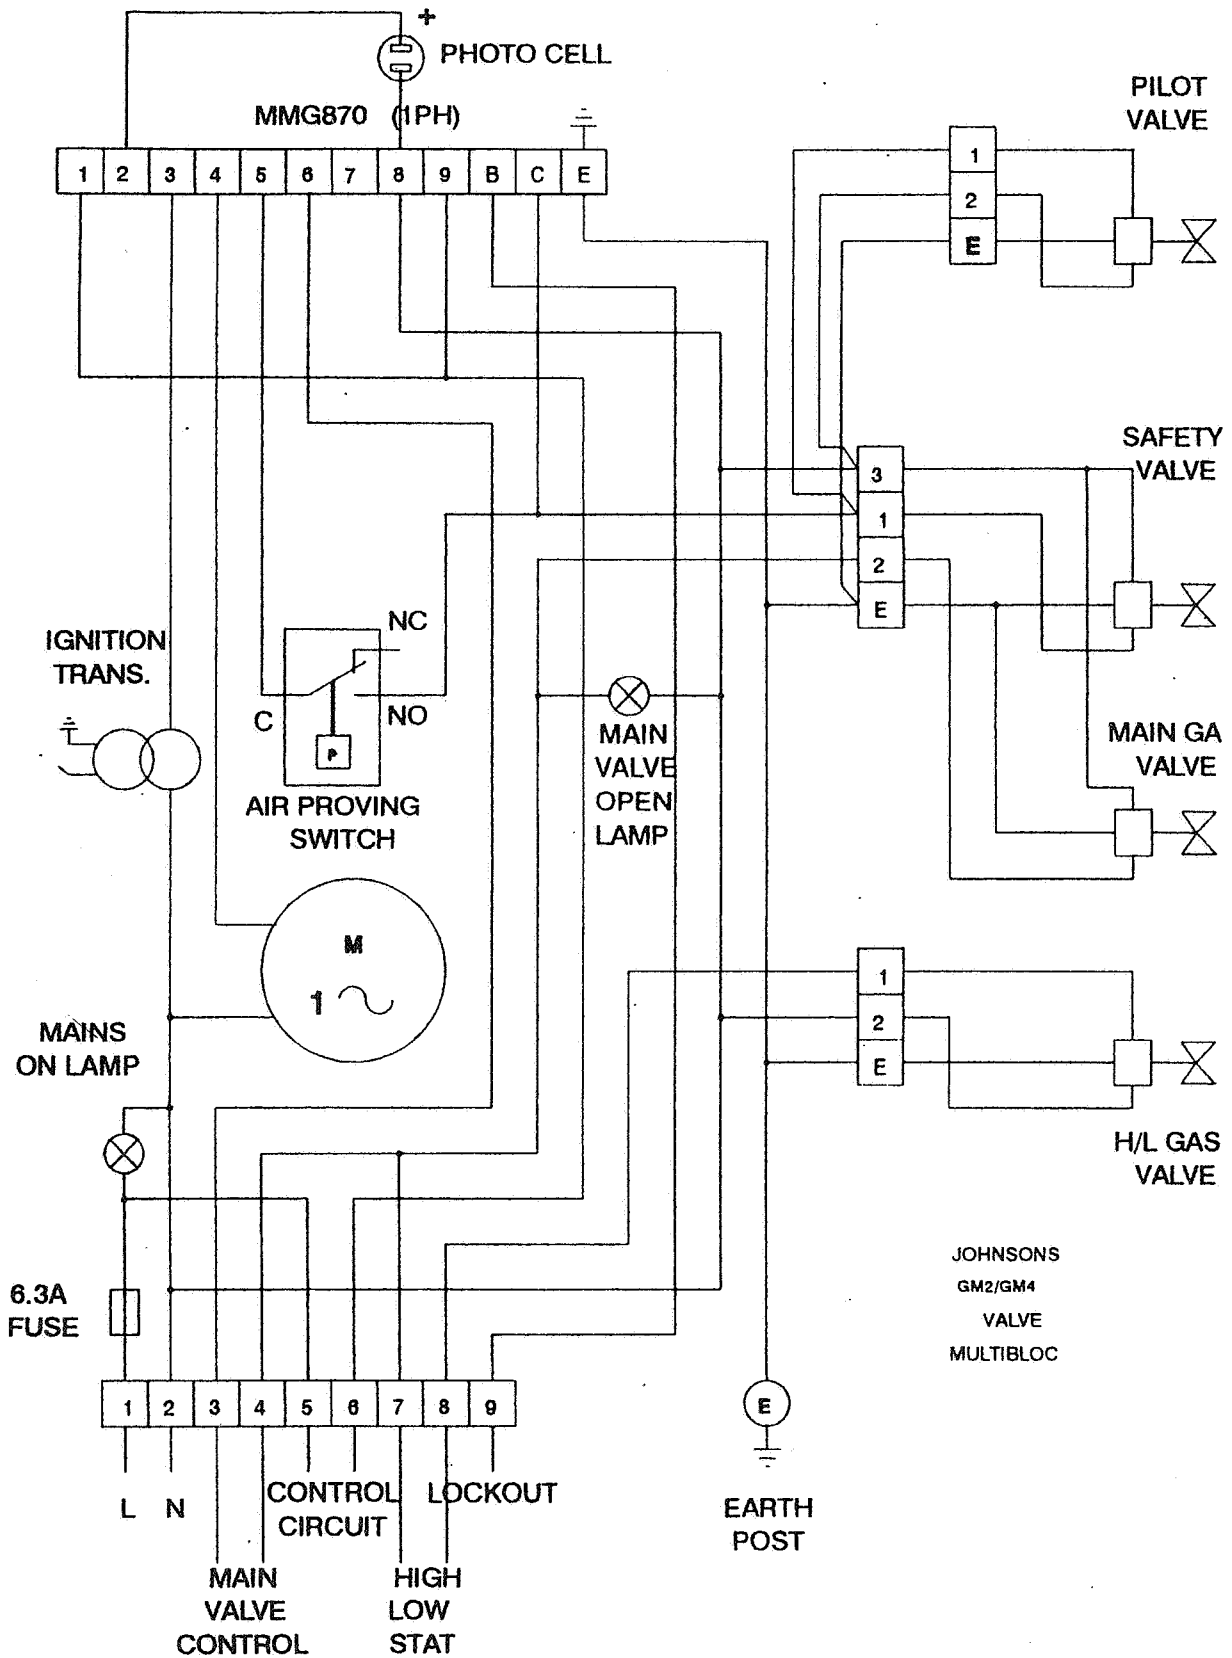 +
PHOTO CELL
MMG870 (1PH)
1 2 3 4 5 6 7 8 9 B C E
PILOT
VALVE
1
2
E
SAFETY
VALVE
3
1
2
E
NC
IGNITION
TRANS.
C
NO
P
AIR PROVING
SWITCH
MAIN
VALVE
OPEN
LAMP
MAIN GA
VALVE
M
1
1
2
E
MAINS
ON LAMP
H/L GAS
VALVE
6.3A
FUSE
JOHNSONS
GM2/GM4
VALVE
MULTIBLOC
1 2 3 4 5 6 7 8 9
E
L N
CONTROL
CIRCUIT
LOCKOUT
EARTH
POST
MAIN
VALVE
CONTROL
HIGH
LOW
STAT